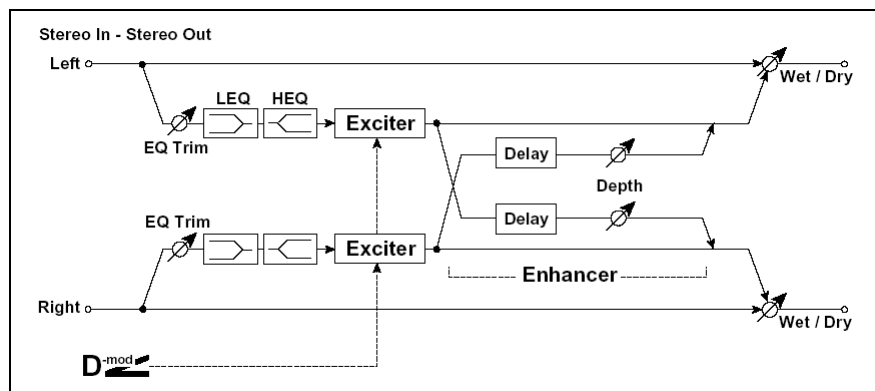 Stereo In - Stereo Out
Left
Wet / Dry
LEQ HEQ
EQ Trim
Exciter
Delay
Depth
EQ Trim
Delay
Exciter
Enhancer
Right
Wet / Dry
D-mod